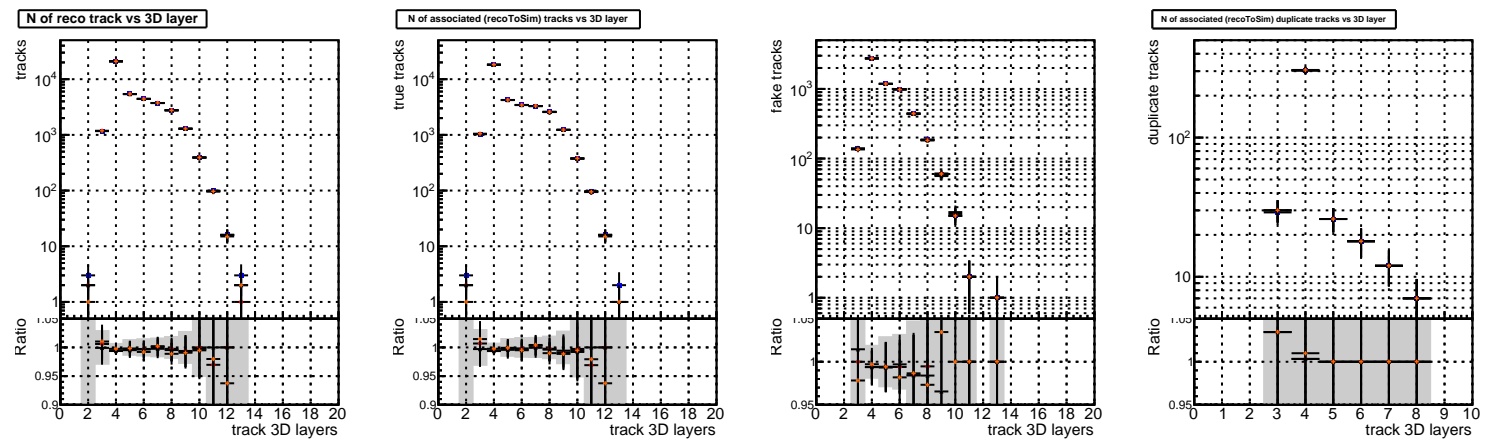 N of reco track vs 3D layer
tracks
10^4
10^3
10^2
10
1
1.05
Ratio
1
0.95
0.9
0 2 4 6 8 10 12 14 16 18 20
track 3D layers
N of associated (recoToSim) tracks vs 3D layer
true tracks
10^4
10^3
10^2
10
1
1.05
Ratio
1
0.95
0.9
0 2 4 6 8 10 12 14 16 18 20
track 3D layers
fake tracks
10^3
10^2
10
1
1.05
Ratio
1
0.95
0 2 4 6 8 10 12 14 16 18 20
track 3D layers
N of associated (recoToSim) duplicate tracks vs 3D layer
duplicate tracks
10^2
10
1.05
Ratio
1
0.95
0 1 2 3 4 5 6 7 8 9 10
track 3D layers